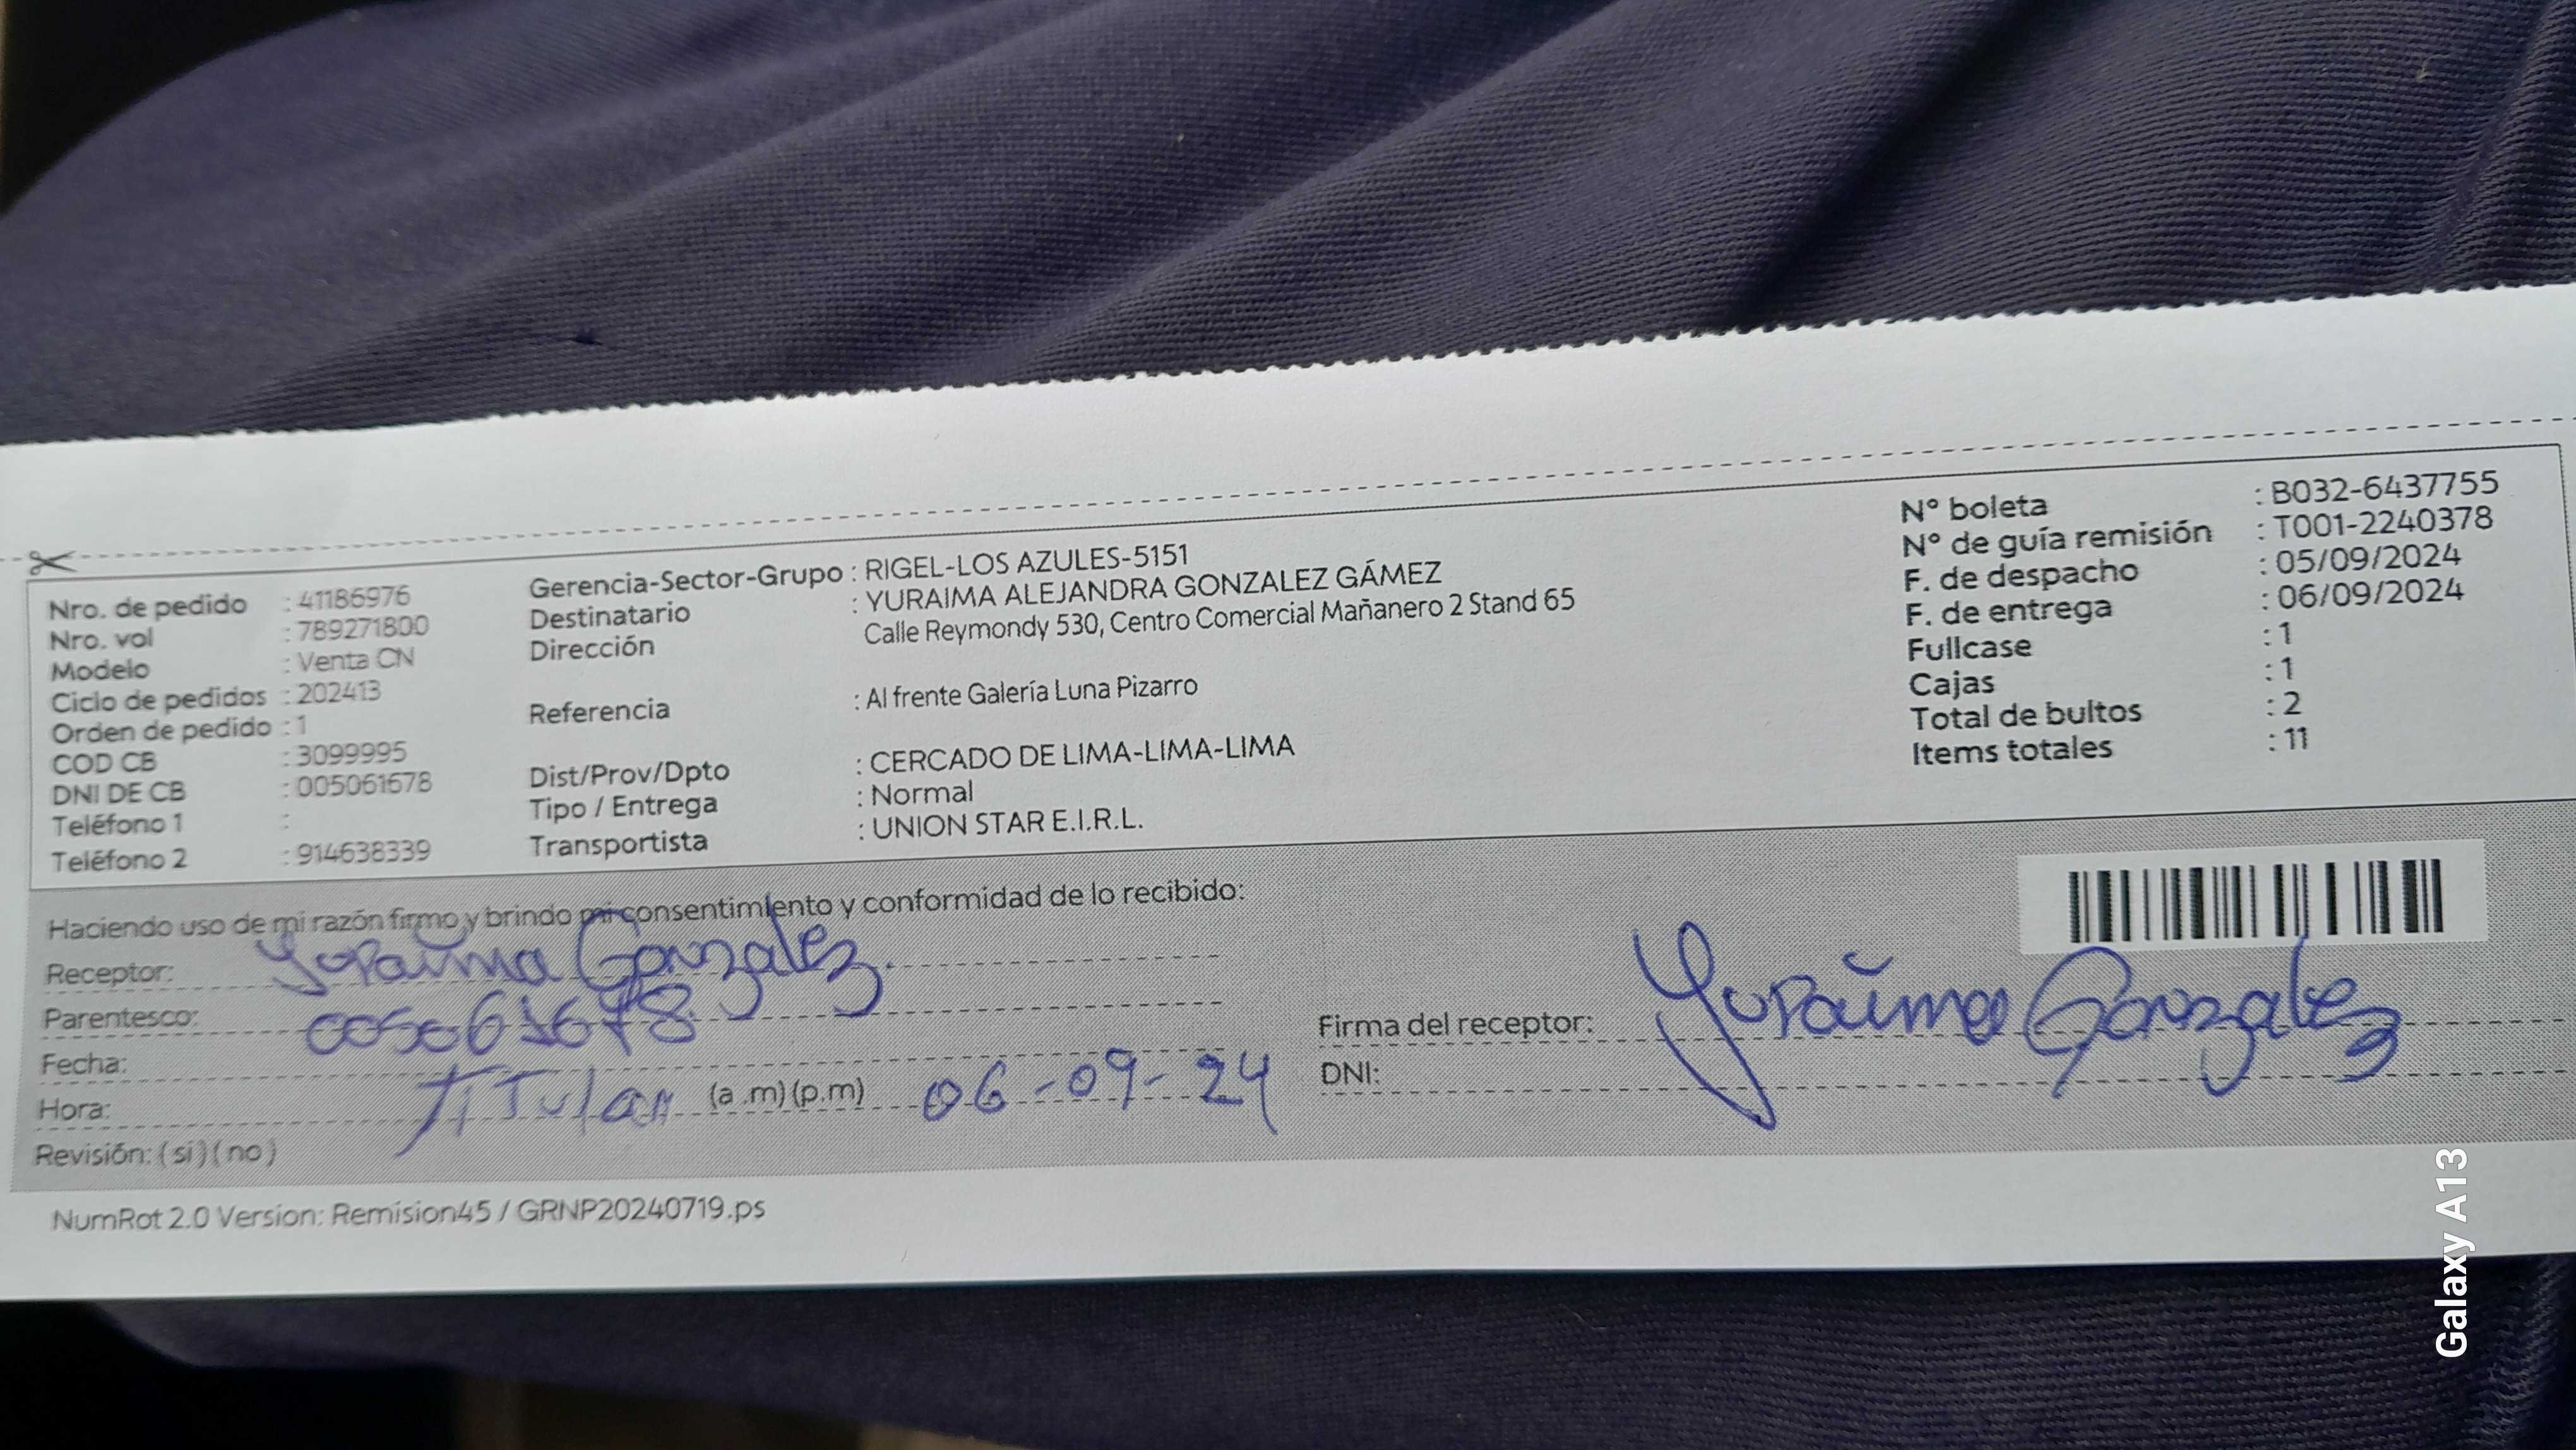 Nro. de pedido : 41186976
Nro. vol : 789271800
Modelo : Venta CN
Ciclo de pedidos : 202413
Orden de pedido : 1
COD CB : 3099995
DNI DE CB : 005061678
Teléfono 1 :
Teléfono 2 : 914638339
Gerencia-Sector-Grupo : RIGEL-LOS AZULES-5151
Destinatario : YURAIMA ALEJANDRA GONZALEZ GÁMEZ
Dirección Calle Reymondy 530, Centro Comercial Mañanero 2 Stand 65
Referencia : Al frente Galería Luna Pizarro
Dist/Prov/Dpto : CERCADO DE LIMA-LIMA-LIMA
Tipo / Entrega : Normal
Transportista : UNION STAR E.I.R.L.
N° boleta : B032-6437755
N° de guía remisión : T001-2240378
F. de despacho : 05/09/2024
F. de entrega : 06/09/2024
Fullcase : 1
Cajas : 1
Total de bultos : 2
Items totales : 11
Haciendo uso de mi razón firmo y brindo mi consentimiento y conformidad de lo recibido:
Receptor: Yuraima Gonzalez.
Parentesco: 005061678
Fecha:
Hora: Titular (a .m) (p.m) 06-09-24
Revisión: ( si ) ( no )
Firma del receptor: Yuraima Gonzalez
DNI:
NumRot 2.0 Version: Remision45 / GRNP20240719.ps
Galaxy A13